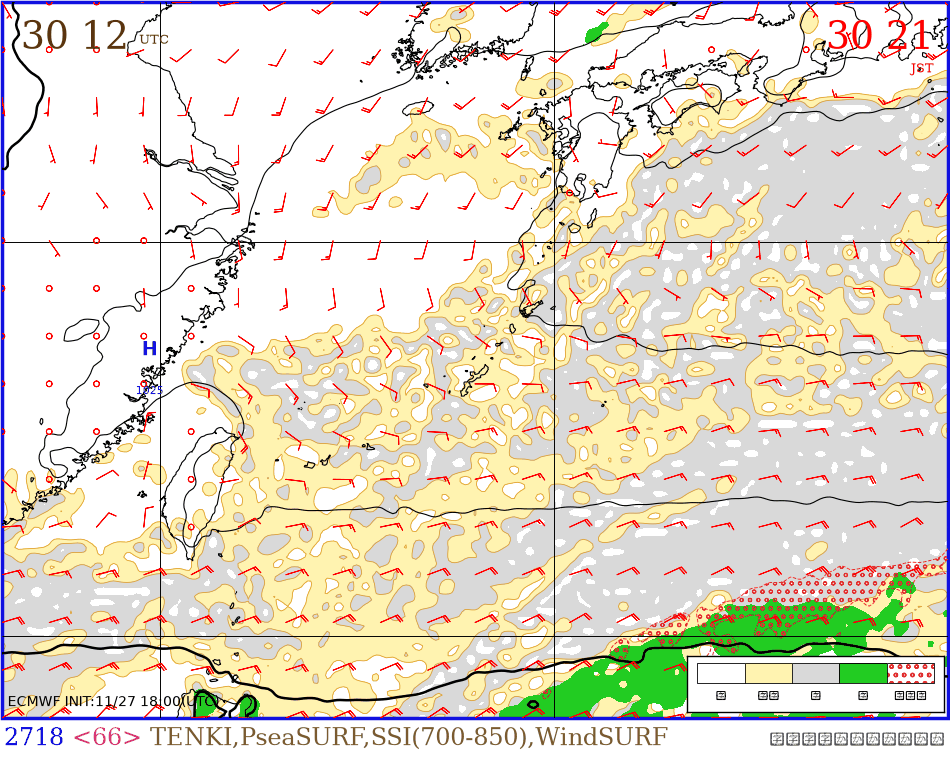 30 12 UTC
30 21
JST
H
1025
ECMWF INIT:11/27 18:00(UTC)
2718 <66> TENKI,PseaSURF,SSI(700-850),WindSURF